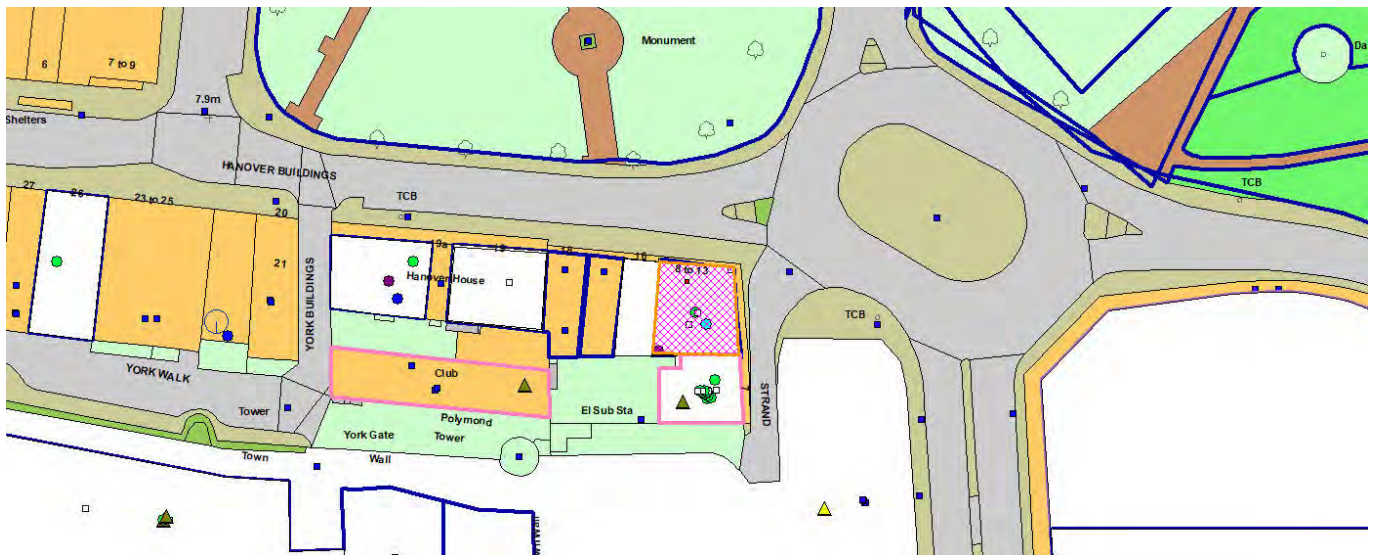 Monument
7 to 9
6
Da
7.9m
Shelters
HANOVER BUILDINGS
TCB
TCB
27
26
23 to 25
20
21
19a
19
18
16
8 to 13
Hanover House
YORK BUILDINGS
TCB
YORK WALK
Club
STRAND
Tower
Polymond
Tower
El Sub Sta
York Gate
Town
Wall